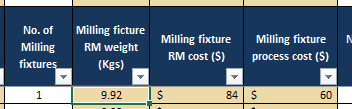 No. of
Milling
fixtures
Milling ficture
RM weight
(Kgs)
Milling fixture
RM cost ($)
Milling fixture
process cost ($)
1
9.92
$ 84
$ 60